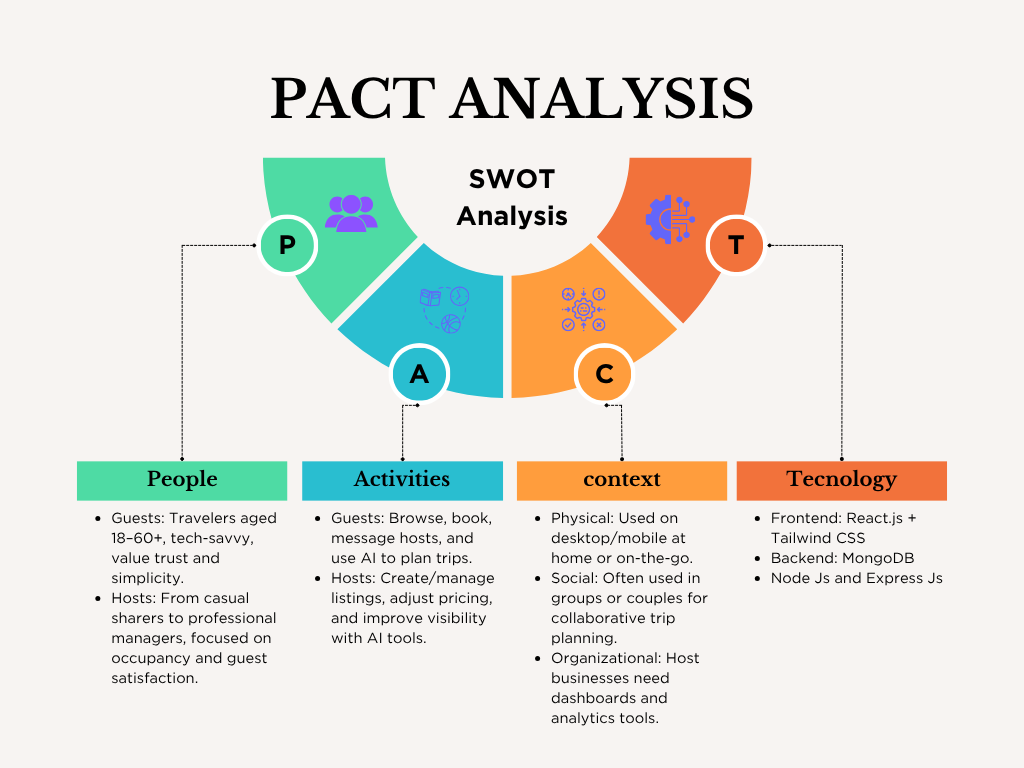 PACT ANALYSIS
SWOT
Analysis
P
A
C
T
People
• Guests: Travelers aged
18–60+, tech-savvy,
value trust and
simplicity.
• Hosts: From casual
sharers to professional
managers, focused on
occupancy and guest
satisfaction.
Activities
• Guests: Browse, book,
message hosts, and
use AI to plan trips.
• Hosts: Create/manage
listings, adjust pricing,
and improve visibility
with AI tools.
context
• Physical: Used on
desktop/mobile at
home or on-the-go.
• Social: Often used in
groups or couples for
collaborative trip
planning.
• Organizational: Host
businesses need
dashboards and
analytics tools.
Tecnology
• Frontend: React.js +
Tailwind CSS
• Backend: MongoDB
• Node Js and Express Js